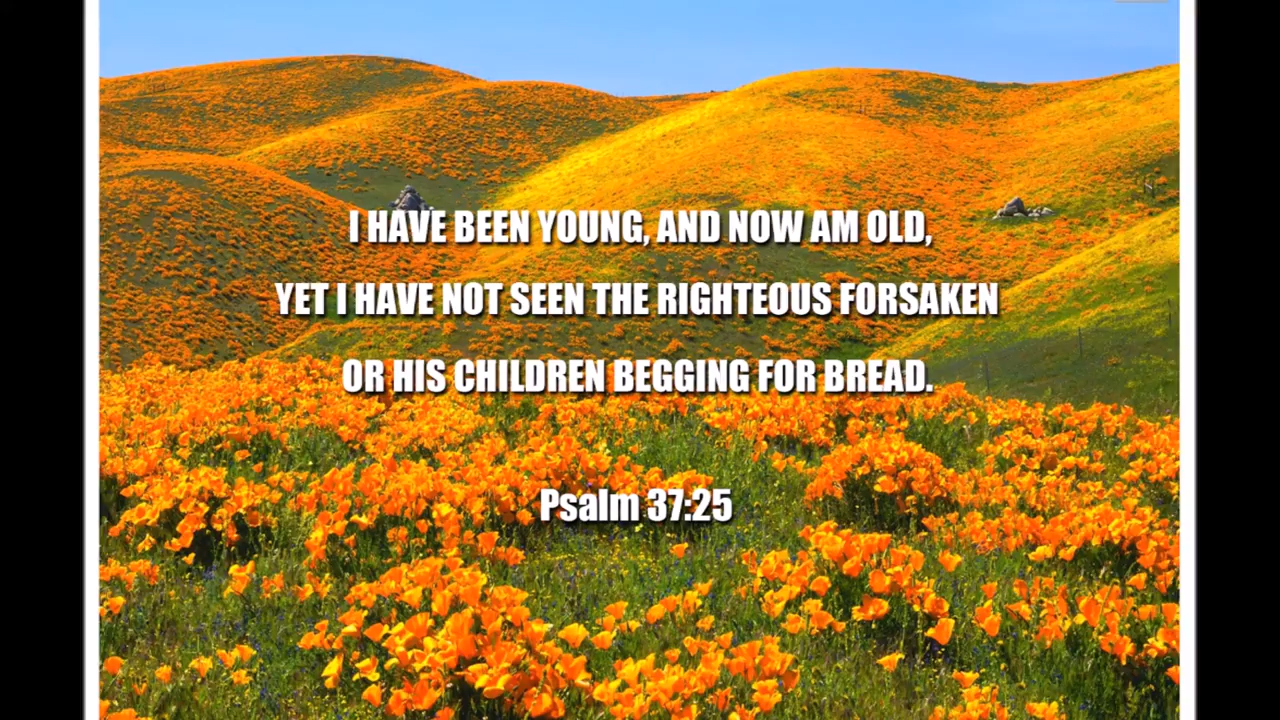 I HAVE BEEN YOUNG, AND NOW AM OLD,
YET I HAVE NOT SEEN THE RIGHTEOUS FORSAKEN
OR HIS CHILDREN BEGGING FOR BREAD.
Psalm 37:25